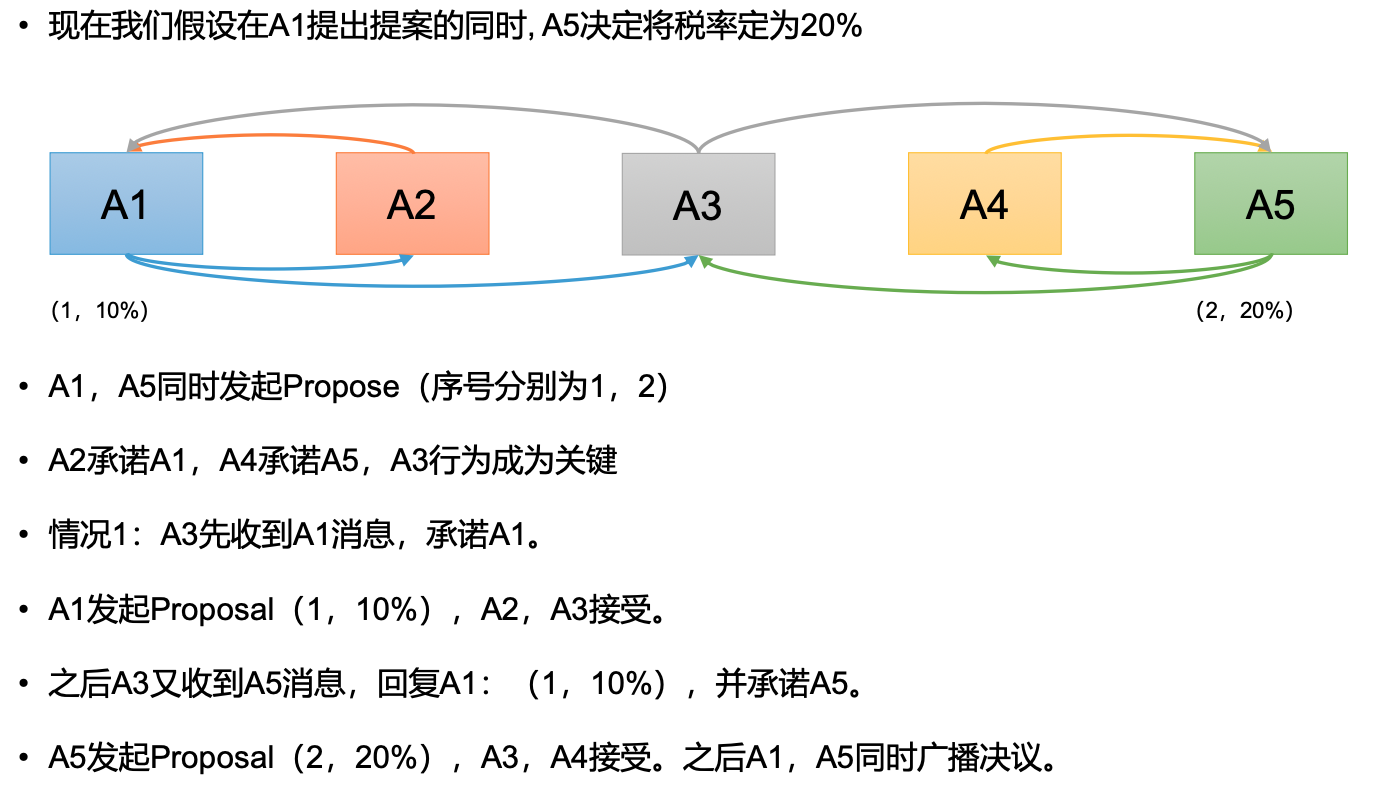 • 现在我们假设在A1提出提案的同时, A5决定将税率定为20%
A1 A2 A3 A4 A5
（1，10%） （2，20%）
• A1，A5同时发起Propose（序号分别为1，2）
• A2承诺A1，A4承诺A5，A3行为成为关键
• 情况1：A3先收到A1消息，承诺A1。
• A1发起Proposal（1，10%），A2，A3接受。
• 之后A3又收到A5消息，回复A1：（1，10%），并承诺A5。
• A5发起Proposal（2，20%），A3，A4接受。之后A1，A5同时广播决议。